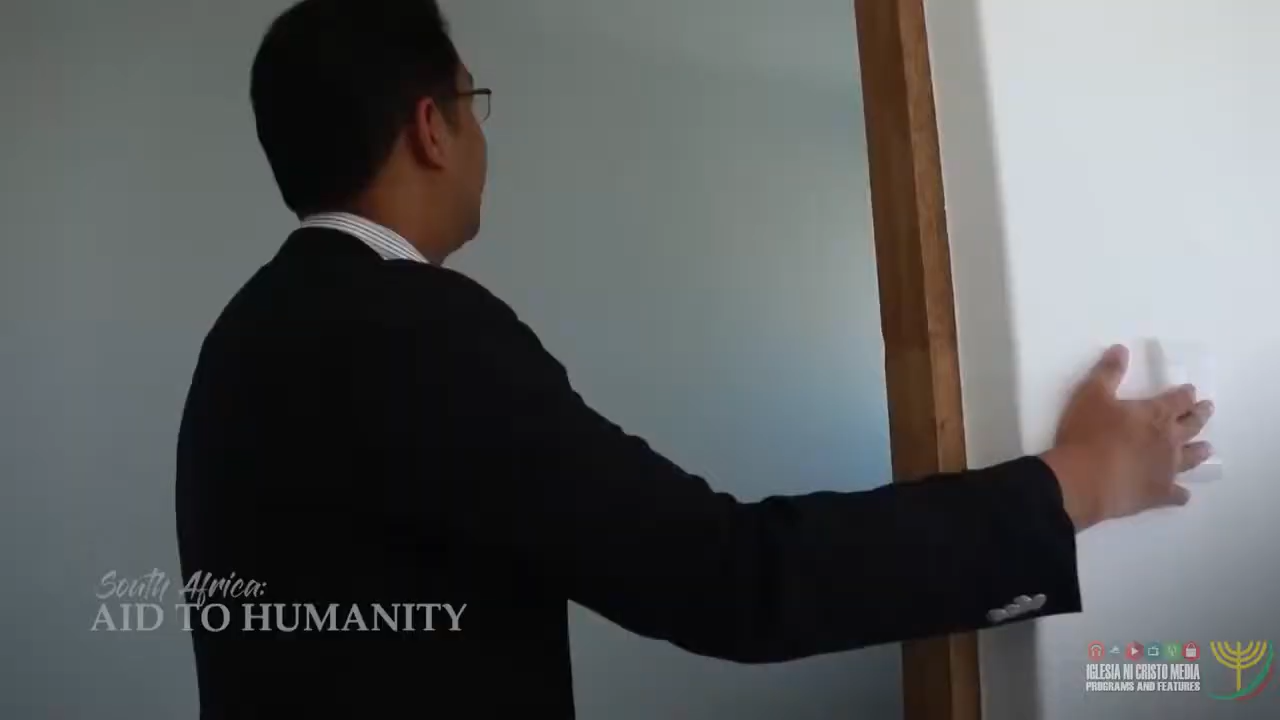 South Africa:
AID TO HUMANITY
IGLESIA NI CRISTO MEDIA
PROGRAMS AND FEATURES